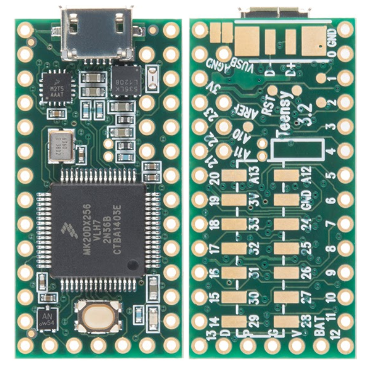 MK20DX256
VLH7
2N36B
CTBA1403E
AN
GND
0
VUSB
AGND
D-
D+
1
3V
AREF
RST
2
23
22
A10
Teensy
3.2
3
21
A11
4
20
A13
A12
5
19
33
GND
6
18
24
7
17
32
25
8
16
31
9
15
30
26
10
14
29
27
11
13
D
P
G
V
28
BAT
12